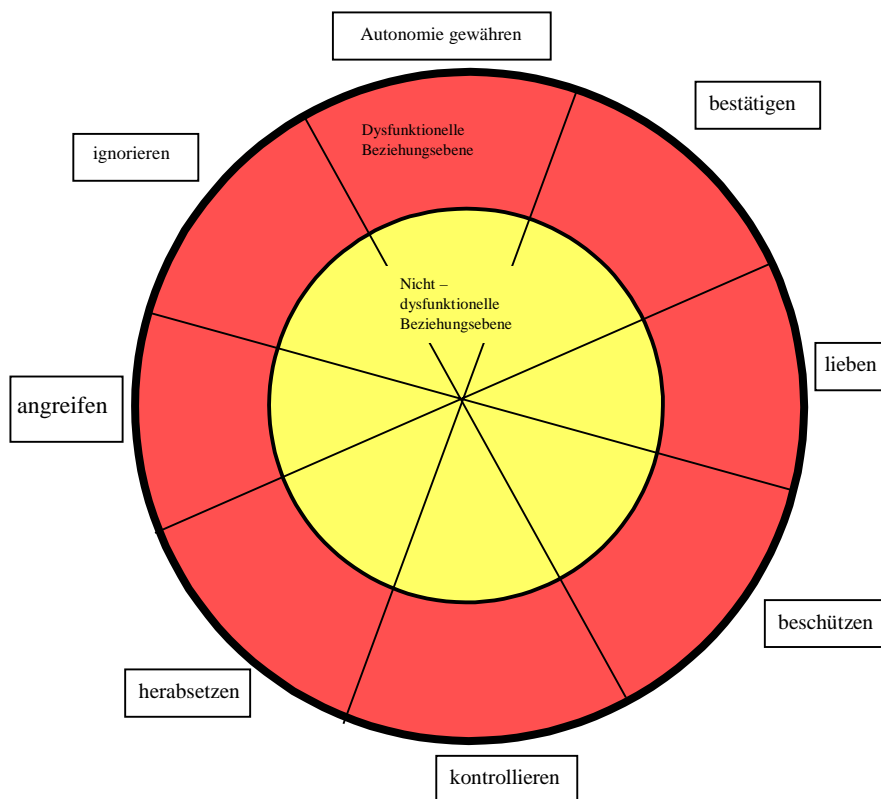 Autonomie gewähren
bestätigen
Dysfunktionelle
Beziehungsebene
ignorieren
Nicht –
dysfunktionelle
Beziehungsebene
lieben
angreifen
beschützen
herabsetzen
kontrollieren